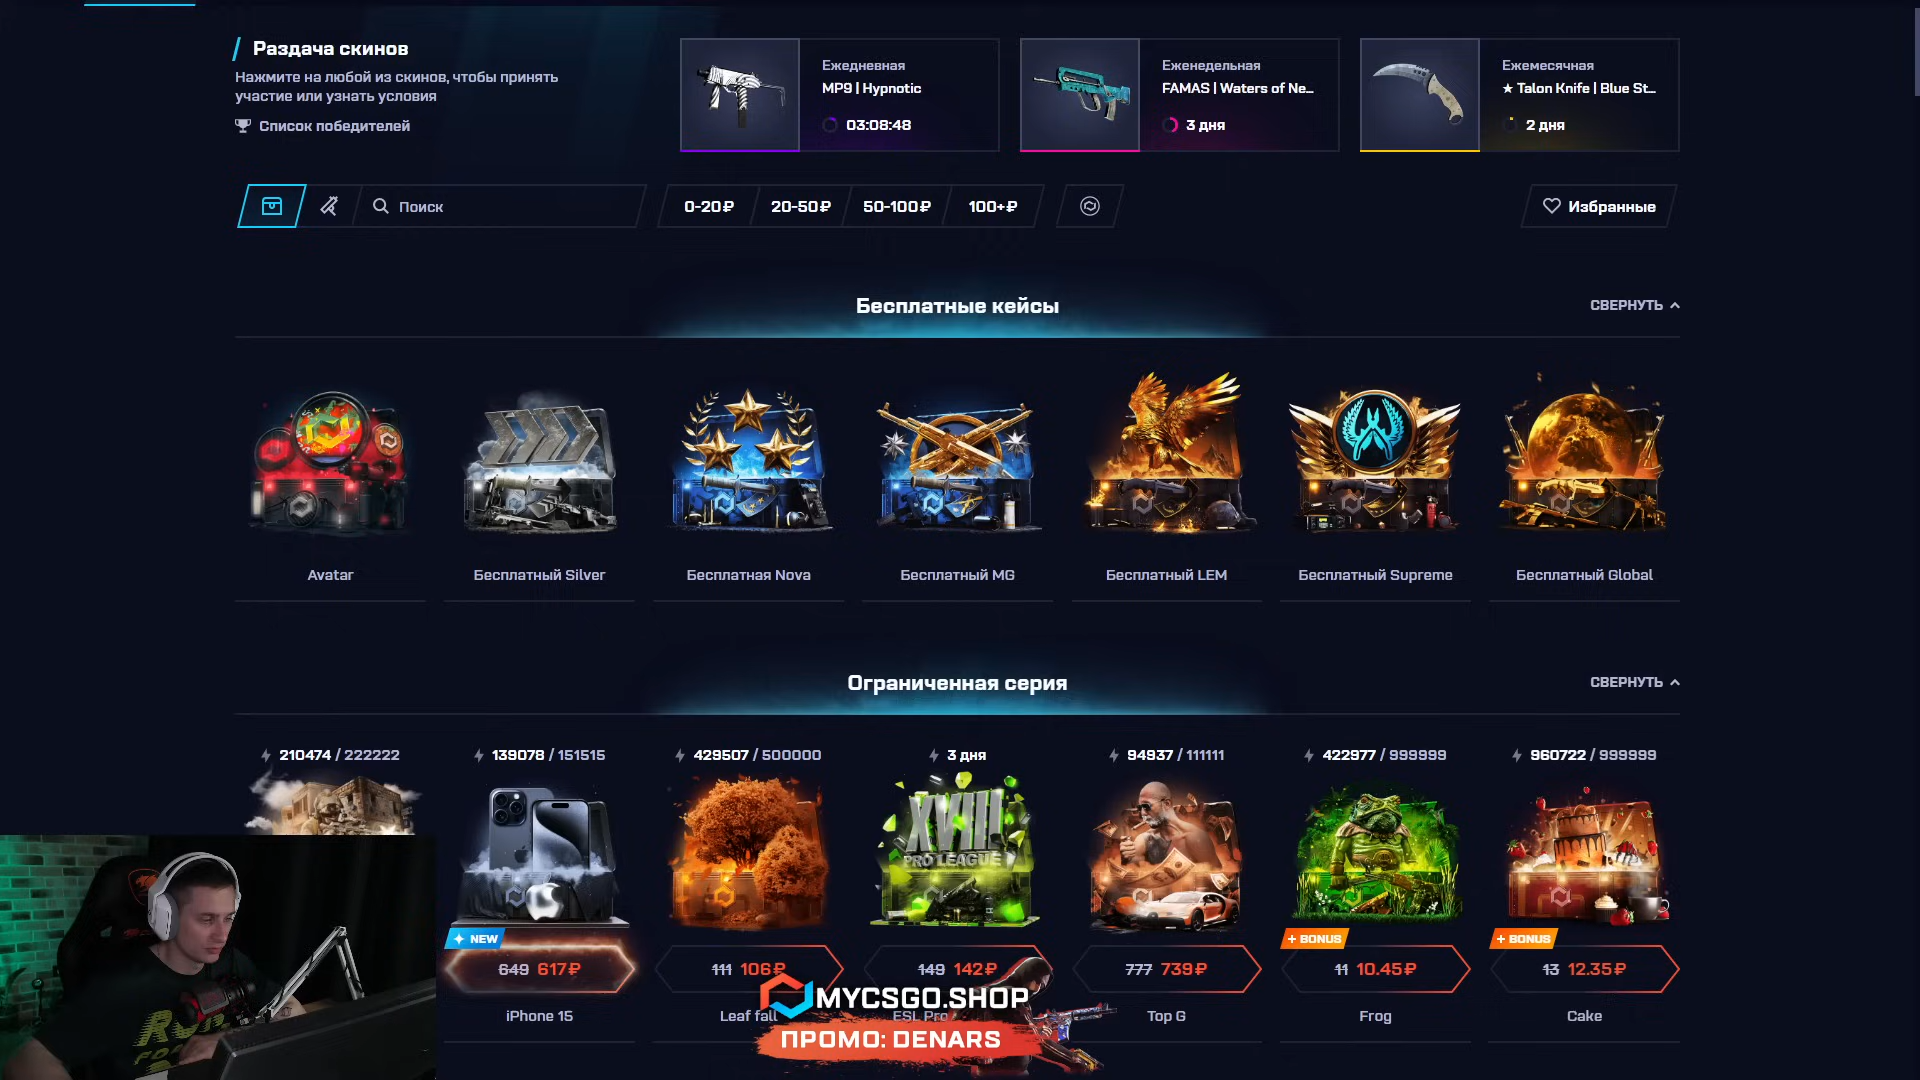 Раздача скинов
Нажмите на любой из скинов, чтобы принять
участие или узнать условия
Список победителей
Ежедневная
MP9 | Hypnotic
03:08:48
Еженедельная
FAMAS | Waters of Ne...
3 дня
Ежемесячная
★ Talon Knife | Blue St...
2 дня
Поиск
0-20₽
20-50₽
50-100₽
100+₽
Избранные
Бесплатные кейсы
СВЕРНУТЬ
Avatar
Бесплатный Silver
Бесплатная Nova
Бесплатный MG
Бесплатный LEM
Бесплатный Supreme
Бесплатный Global
Ограниченная серия
СВЕРНУТЬ
210474 / 222222
139078 / 151515
429507 / 500000
3 дня
94937 / 111111
422977 / 999999
960722 / 999999
XVIII
PRO LEAGUE
NEW
+ BONUS
+ BONUS
649 617₽
111 106₽
149 142₽
777 739₽
11 10.45₽
13 12.35₽
iPhone 15
Leaf fall
ESL Pro
Top G
Frog
Cake
MYCSGO.SHOP
ПРОМО: DENARS